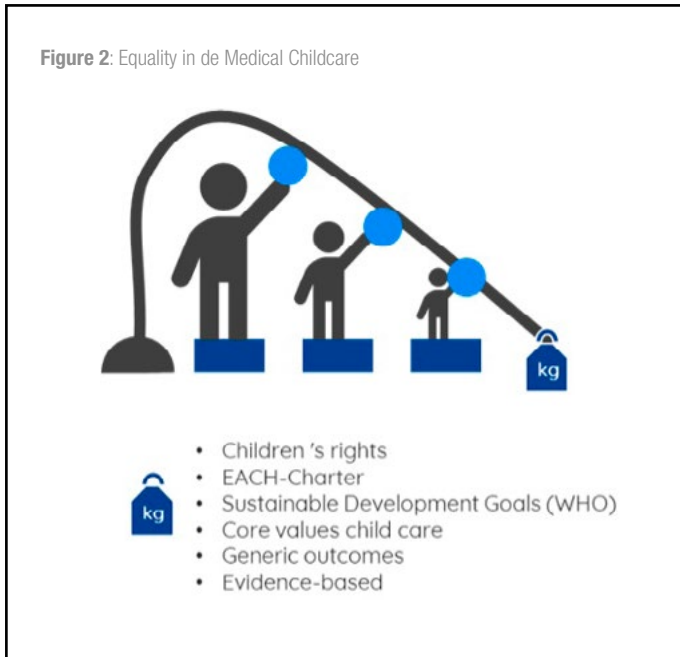 Figure 2: Equality in de Medical Childcare
kg
kg
• Children 's rights
• EACH-Charter
• Sustainable Development Goals (WHO)
• Core values child care
• Generic outcomes
• Evidence-based